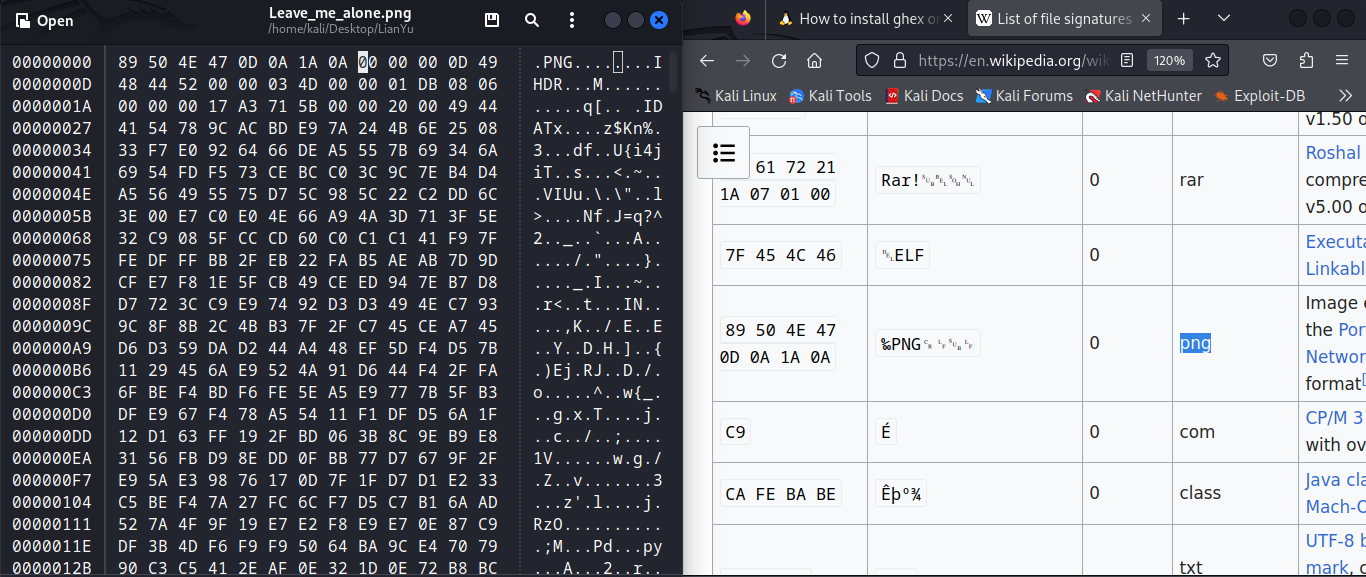 Open
Leave_me_alone.png
/home/kali/Desktop/LianYu
00000000 89 50 4E 47 0D 0A 1A 0A 00 00 00 0D 49 .PNG........I
0000000D 48 44 52 00 00 03 4D 00 00 01 DB 08 06 HDR...M......
0000001A 00 00 00 17 A3 71 5B 00 00 20 00 49 44 .....q[.. .ID
00000027 41 54 78 9C AC BD E9 7A 24 4B 6E 25 08 ATx....z$Kn%.
00000034 33 F7 E0 92 64 66 DE A5 55 7B 69 34 6A 3...df..U{i4j
00000041 69 54 FD F5 73 CE BC C0 3C 9C 7E B4 D4 iT..s...<.~..
0000004E A5 56 49 55 75 D7 5C 98 5C 22 C2 DD 6C .VIUu.\.\"..l
0000005B 3E 00 E7 C0 E0 4E 66 A9 4A 3D 71 3F 5E >....Nf.J=q?^
00000068 32 C9 08 5F CC CD 60 C0 C1 C1 41 F9 7F 2.._..`...A..
00000075 FE DF FF BB 2F EB 22 FA B5 AE AB 7D 9D ..../."....}.
00000082 CF E7 F8 1E 5F CB 49 CE ED 94 7E B7 D8 ...._.I...~..
0000008F D7 72 3C C9 E9 74 92 D3 D3 49 4E C7 93 .r<..t...IN..
0000009C 9C 8F 8B 2C 4B B3 7F 2F C7 45 CE A7 45 ...,K../.E..E
000000A9 D6 D3 59 DA D2 44 A4 48 EF 5D F4 D5 7B ..Y..D.H.]..{
000000B6 11 29 45 6A E9 52 4A 91 D6 44 F4 2F FA .)Ej.RJ..D./.
000000C3 6F BE F4 BD F6 FE 5E A5 E9 77 7B 5F B3 o.....^..w{_.
000000D0 DF E9 67 F4 78 A5 54 11 F1 DF D5 6A 1F ..g.x.T....j.
000000DD 12 D1 63 FF 19 2F BD 06 3B 8C 9E B9 E8 ..c../..;....
000000EA 31 56 FB D9 8E DD 0F BB 77 D7 67 9F 2F 1V......w.g./
000000F7 E9 5A E3 98 76 17 0D 7F 1F D7 D1 E2 33 .Z..v.......3
00000104 C5 BE F4 7A 27 FC 6C F7 D5 C7 B1 6A AD ...z'.l....j.
00000111 52 7A 4F 9F 19 E7 E2 F8 E9 E7 0E 87 C9 RzO..........
0000011E DF 3B 4D F6 F9 F9 50 64 BA 9C E4 70 79 .;M...Pd...py
0000012B 90 C3 C5 41 2E AF 0E 32 1D 0E 72 B8 BC ...A...2..r..
How to install ghex o
List of file signatures
https://en.wikipedia.org/wik
120%
Kali Linux
Kali Tools
Kali Docs
Kali Forums
Kali NetHunter
Exploit-DB
v1.50 o
61 72 21
1A 07 01 00
Rar!
0
rar
Roshal
compre
v5.00 o
7F 45 4C 46
ELF
0
Executa
Linkabl
89 50 4E 47
0D 0A 1A 0A
‰PNG
0
png
Image
the Por
Networ
format[
C9
É
0
com
CP/M 3
with ov
CA FE BA BE
Êþº¾
0
class
Java cla
Mach-O
txt
UTF-8 b
mark,